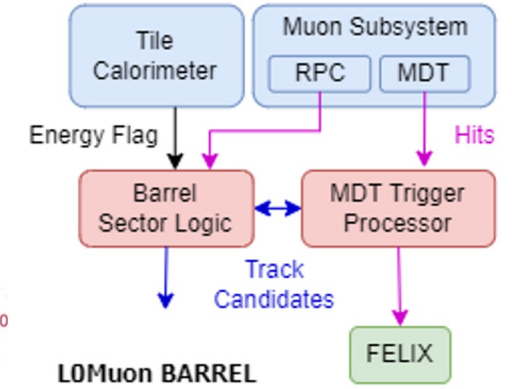 Tile
Calorimeter
Muon Subsystem
RPC
MDT
Energy Flag
Hits
Barrel
Sector Logic
MDT Trigger
Processor
Track
Candidates
0
FELIX
L0Muon BARREL